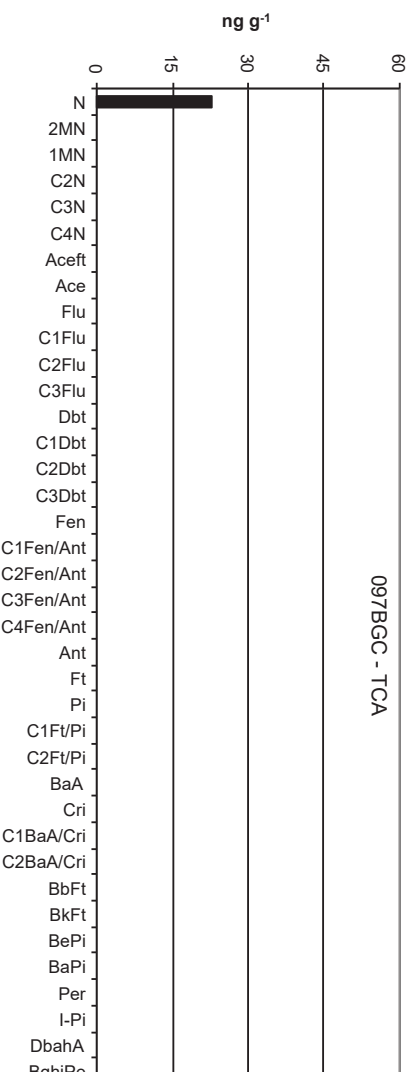 ng g-1
0
15
30
45
60
N
2MN
1MN
C2N
C3N
C4N
Aceft
Ace
Flu
C1Flu
C2Flu
C3Flu
Dbt
C1Dbt
C2Dbt
C3Dbt
Fen
C1Fen/Ant
C2Fen/Ant
C3Fen/Ant
C4Fen/Ant
Ant
Ft
Pi
C1Ft/Pi
C2Ft/Pi
BaA
Cri
C1BaA/Cri
C2BaA/Cri
BbFt
BkFt
BePi
BaPi
Per
I-Pi
DbahA
BghiPe
097BGC - TCA